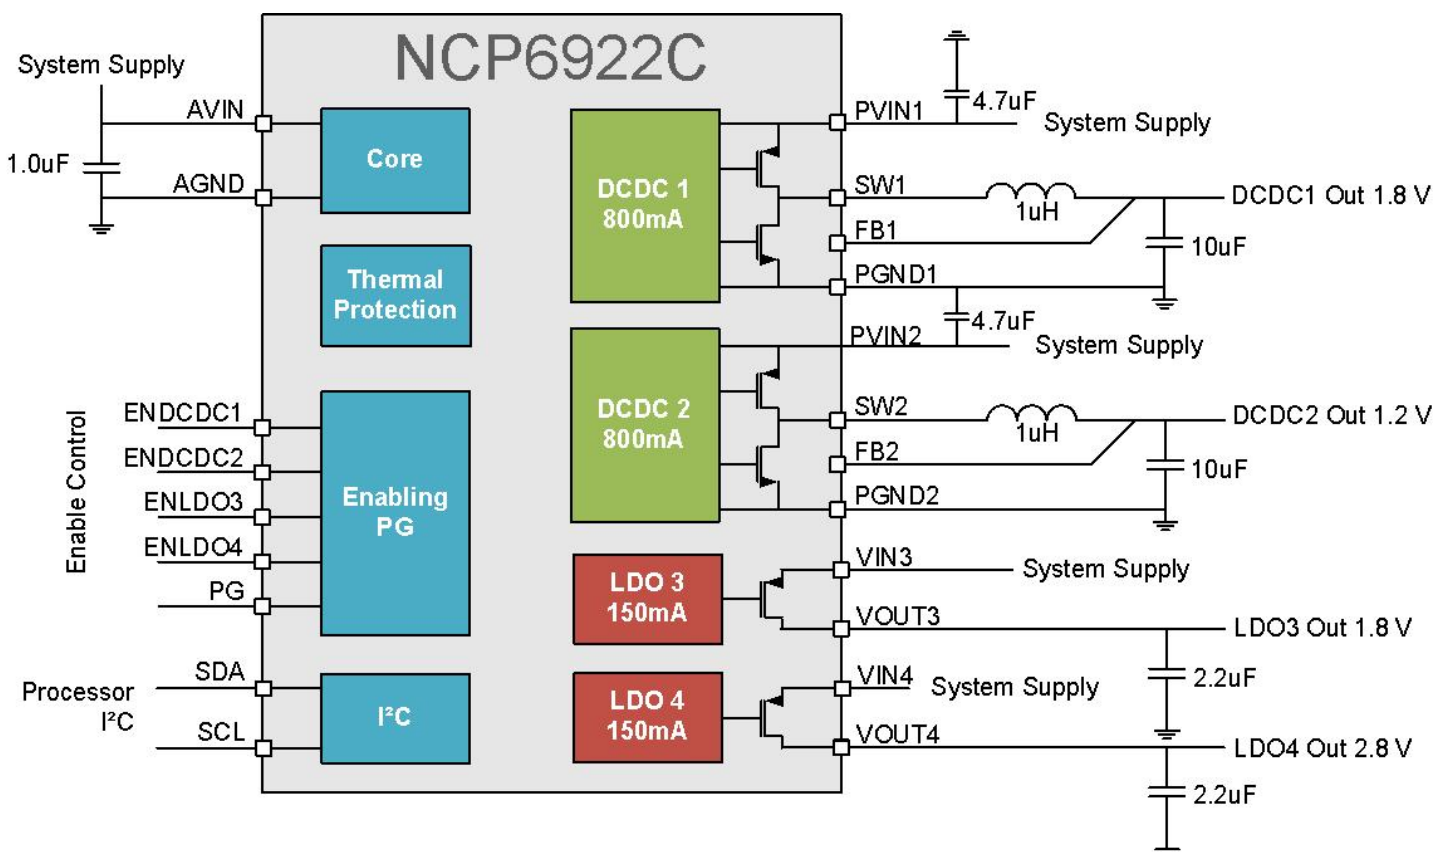 NCP6922C
System Supply
AVIN
1.0uF
AGND
Core
Thermal
Protection
Enable Control
ENDCDC1
ENDCDC2
ENLDO3
ENLDO4
PG
Enabling
PG
Processor
I²C
SDA
SCL
I²C
DCDC 1
800mA
PVIN1
4.7uF
System Supply
SW1
1uH
DCDC1 Out 1.8 V
FB1
10uF
PGND1
4.7uF
DCDC 2
800mA
PVIN2
System Supply
SW2
1uH
DCDC2 Out 1.2 V
FB2
10uF
PGND2
LDO 3
150mA
VIN3
System Supply
VOUT3
LDO3 Out 1.8 V
2.2uF
LDO 4
150mA
VIN4
System Supply
VOUT4
LDO4 Out 2.8 V
2.2uF